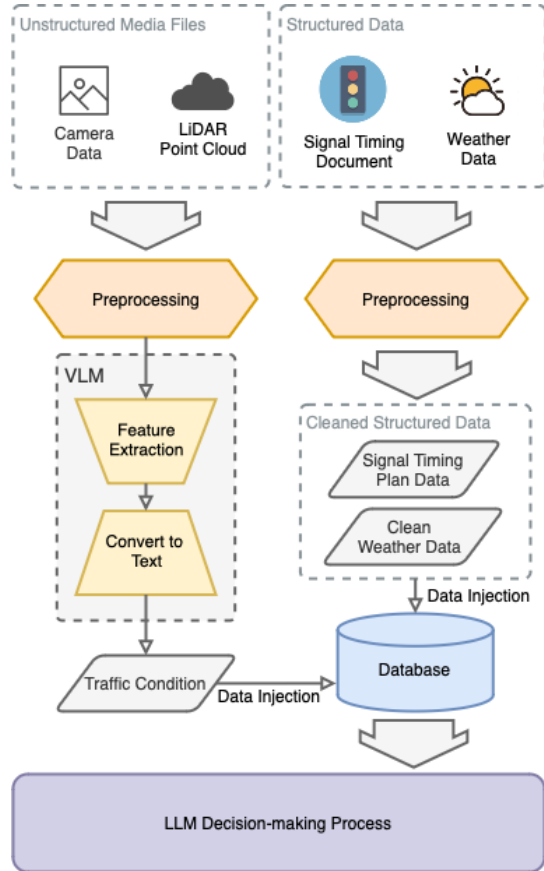 Unstructured Media Files
Structured Data
Camera
Data
LiDAR
Point Cloud
Signal Timing
Document
Weather
Data
Preprocessing
Preprocessing
VLM
Feature
Extraction
Convert to
Text
Cleaned Structured Data
Signal Timing
Plan Data
Clean
Weather Data
Data Injection
Traffic Condition
Data Injection
Database
LLM Decision-making Process